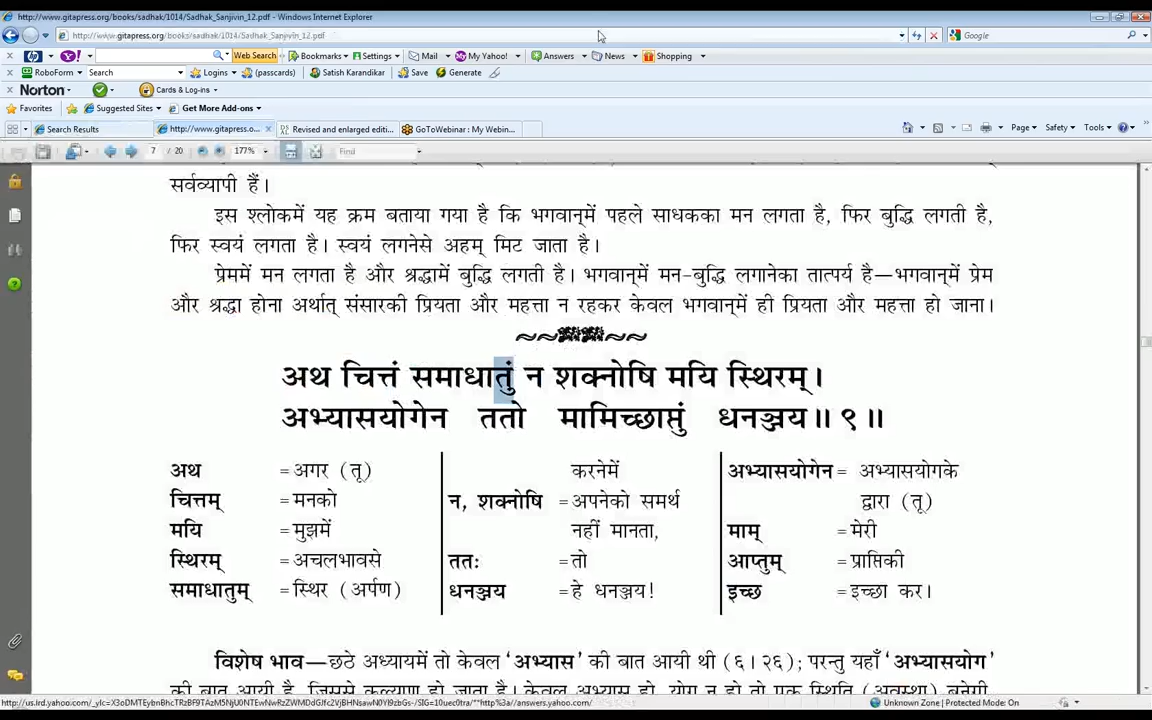 http://www.gitapress.org/books/sadhak/1014/Sadhak_Sanjivin_12.pdf - Windows Internet Explorer
http://www.gitapress.org/books/sadhak/1014/Sadhak_Sanjivin_12.pdf
Google
Web Search Bookmarks Settings Mail My Yahoo! Answers News Shopping
RoboForm Search Logins (passcards) Satish Karandikar Save Generate
Norton Cards & Log-ins
Favorites Suggested Sites Get More Add-ons
Search Results http://www.gitapress.o... Revised and enlarged editi... GoToWebinar : My Webin... Page Safety Tools
7 / 20 177% Find
सर्वव्यापी हैं।
इस श्लोकमें यह क्रम बताया गया है कि भगवान्‌में पहले साधकका मन लगता है, फिर बुद्धि लगती है,
फिर स्वयं लगता है। स्वयं लगनेसे अहम् मिट जाता है।
प्रेममें मन लगता है और श्रद्धामें बुद्धि लगती है। भगवान्‌में मन-बुद्धि लगानेका तात्पर्य है—भगवान्‌में प्रेम
और श्रद्धा होना अर्थात् संसारकी प्रियता और महत्ता न रहकर केवल भगवान्‌में ही प्रियता और महत्ता हो जाना।
अथ चित्तं समाधातुं न शक्नोषि मयि स्थिरम्।
अभ्यासयोगेन ततो मामिच्छाप्तुं धनञ्जय॥ ९॥
अथ =अगर (तू)
चित्तम् =मनको
मयि =मुझमें
स्थिरम् =अचलभावसे
समाधातुम् =स्थिर (अर्पण)
करनेमें
न, शक्नोषि =अपनेको समर्थ
नहीं मानता,
ततः =तो
धनञ्जय =हे धनञ्जय!
अभ्यासयोगेन= अभ्यासयोगके
द्वारा (तू)
माम् =मेरी
आप्तुम् =प्राप्तिकी
इच्छ =इच्छा कर।
विशेष भाव—छठे अध्यायमें तो केवल 'अभ्यास' की बात आयी थी (६।२६); परन्तु यहाँ 'अभ्यासयोग'
की बात आयी है, जिससे कल्याण हो जाता है। केवल अभ्यास हो, योग न हो तो एक स्थिति (अवस्था) बनेगी,
Unknown Zone | Protected Mode: On